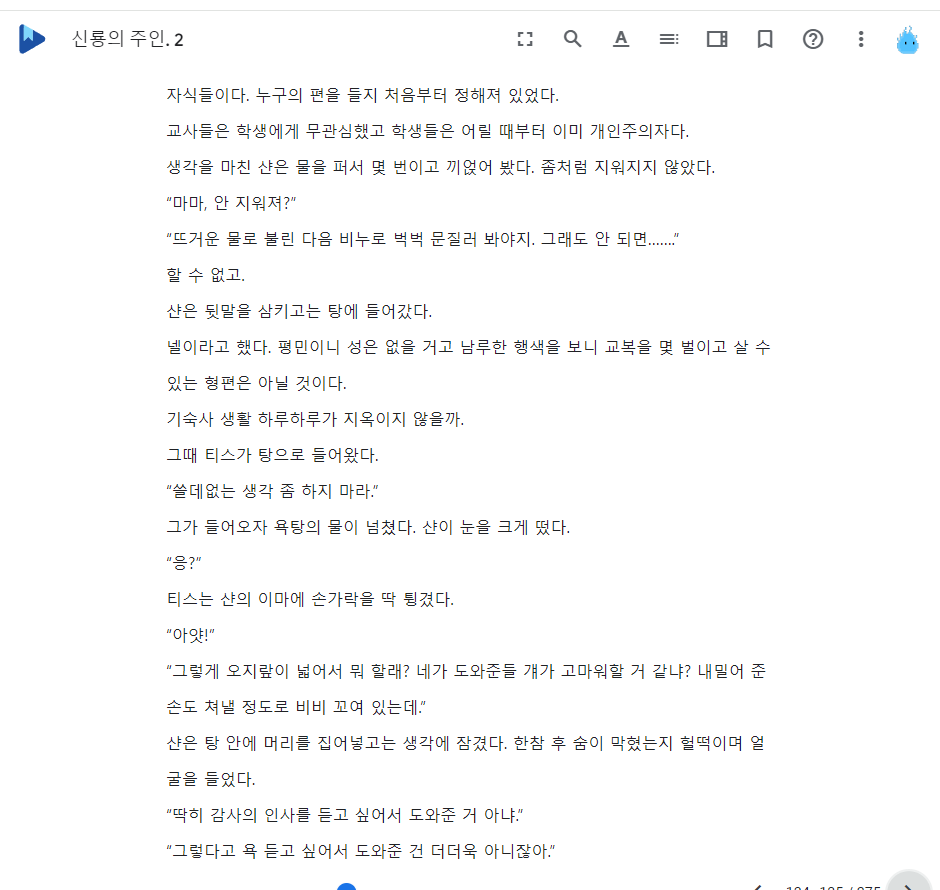 신룡의 주인. 2
자식들이다. 누구의 편을 들지 처음부터 정해져 있었다.
교사들은 학생에게 무관심했고 학생들은 어릴 때부터 이미 개인주의자다.
생각을 마친 샨은 물을 퍼서 몇 번이고 끼얹어 봤다. 좀처럼 지워지지 않았다.
“마마, 안 지워져?”
“뜨거운 물로 불린 다음 비누로 벅벅 문질러 봐야지. 그래도 안 되면…….”
할 수 없고.
샨은 뒷말을 삼키고는 탕에 들어갔다.
넬이라고 했다. 평민이니 성은 없을 거고 남루한 행색을 보니 교복을 몇 벌이고 살 수
있는 형편은 아닐 것이다.
기숙사 생활 하루하루가 지옥이지 않을까.
그때 티스가 탕으로 들어왔다.
“쓸데없는 생각 좀 하지 마라.”
그가 들어오자 욕탕의 물이 넘쳤다. 샨이 눈을 크게 떴다.
“응?”
티스는 샨의 이마에 손가락을 딱 튕겼다.
“아얏!”
“그렇게 오지랖이 넓어서 뭐 할래? 네가 도와준들 걔가 고마워할 거 같냐? 내밀어 준
손도 쳐낼 정도로 비비 꼬여 있는데.”
샨은 탕 안에 머리를 집어넣고는 생각에 잠겼다. 한참 후 숨이 막혔는지 헐떡이며 얼
굴을 들었다.
“딱히 감사의 인사를 듣고 싶어서 도와준 거 아냐.”
“그렇다고 욕 듣고 싶어서 도와준 건 더더욱 아니잖아.”